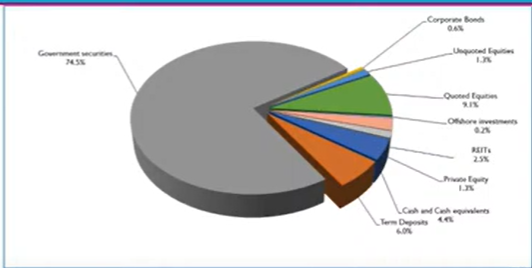 Corporate Bonds
0.6%
Unquoted Equities
1.3%
Government securities
74.5%
Quoted Equities
9.1%
Offshore investments
0.2%
REITs
2.5%
Private Equity
1.3%
Cash and Cash equivalents
4.4%
Term Deposits
6.0%